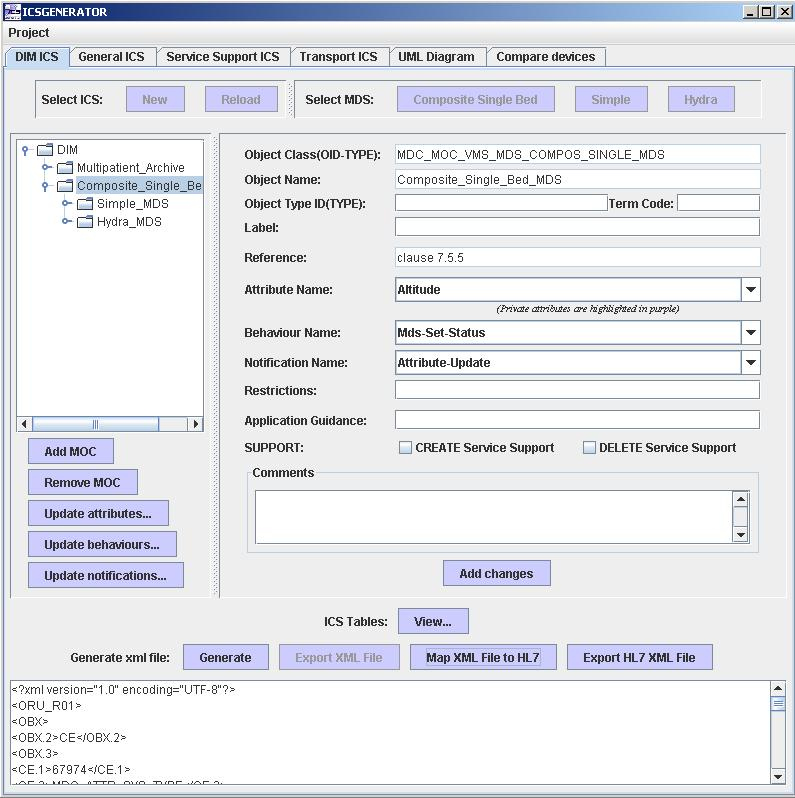 ICSGENERATOR
Project
DIM ICS General ICS Service Support ICS Transport ICS UML Diagram Compare devices
Select ICS: New Reload Select MDS: Composite Single Bed Simple Hydra
DIM
Multipatient_Archive
Composite_Single_Be
Simple_MDS
Hydra_MDS
Add MOC
Remove MOC
Update attributes...
Update behaviours...
Update notifications...
Object Class(OID-TYPE): MDC_MOC_VMS_MDS_COMPOS_SINGLE_MDS
Object Name: Composite_Single_Bed_MDS
Object Type ID(TYPE): Term Code:
Label:
Reference: clause 7.5.5
Attribute Name: Altitude
(Private attributes are highlighted in purple)
Behaviour Name: Mds-Set-Status
Notification Name: Attribute-Update
Restrictions:
Application Guidance:
SUPPORT: CREATE Service Support DELETE Service Support
Comments
Add changes
ICS Tables: View...
Generate xml file: Generate Export XML File Map XML File to HL7 Export HL7 XML File
<?xml version="1.0" encoding="UTF-8"?>
<ORU_R01>
<OBX>
<OBX.2>CE</OBX.2>
<OBX.3>
<CE.1>67974</CE.1>